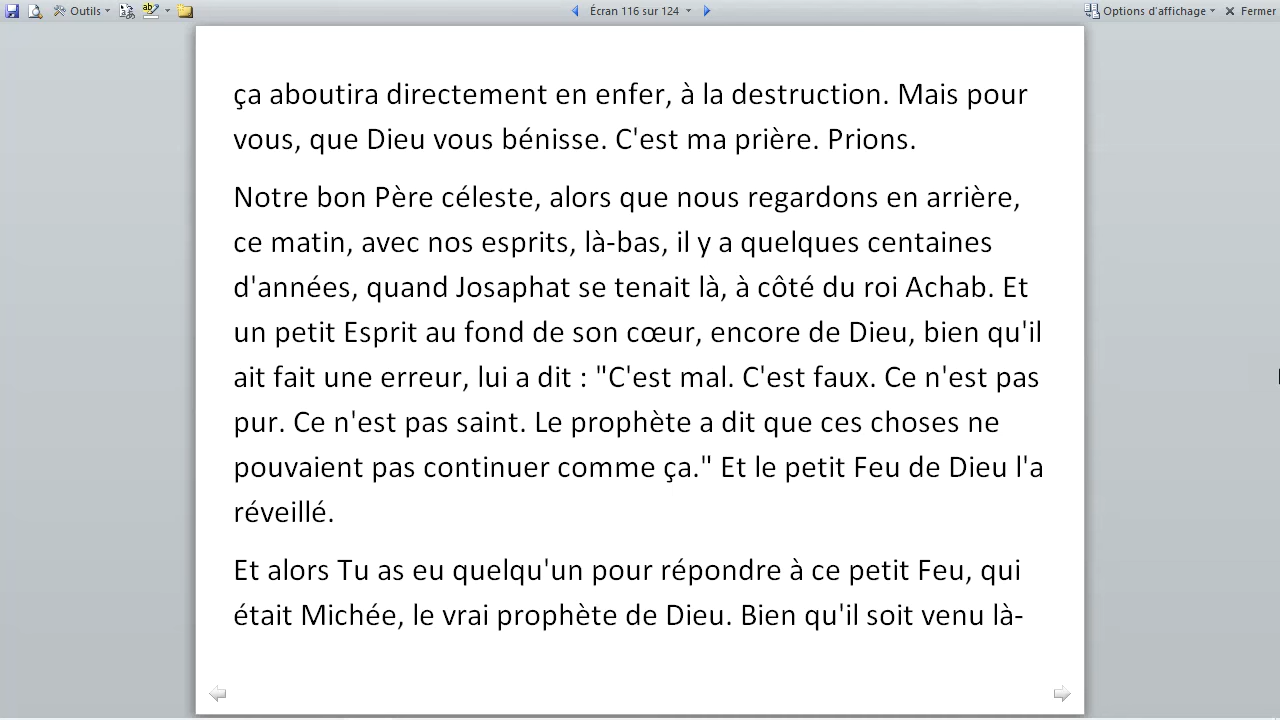 Outils
Écran 116 sur 124
Options d'affichage
Fermer
ça aboutira directement en enfer, à la destruction. Mais pour
vous, que Dieu vous bénisse. C'est ma prière. Prions.
Notre bon Père céleste, alors que nous regardons en arrière,
ce matin, avec nos esprits, là-bas, il y a quelques centaines
d'années, quand Josaphat se tenait là, à côté du roi Achab. Et
un petit Esprit au fond de son cœur, encore de Dieu, bien qu'il
ait fait une erreur, lui a dit : "C'est mal. C'est faux. Ce n'est pas
pur. Ce n'est pas saint. Le prophète a dit que ces choses ne
pouvaient pas continuer comme ça." Et le petit Feu de Dieu l'a
réveillé.
Et alors Tu as eu quelqu'un pour répondre à ce petit Feu, qui
était Michée, le vrai prophète de Dieu. Bien qu'il soit venu là-